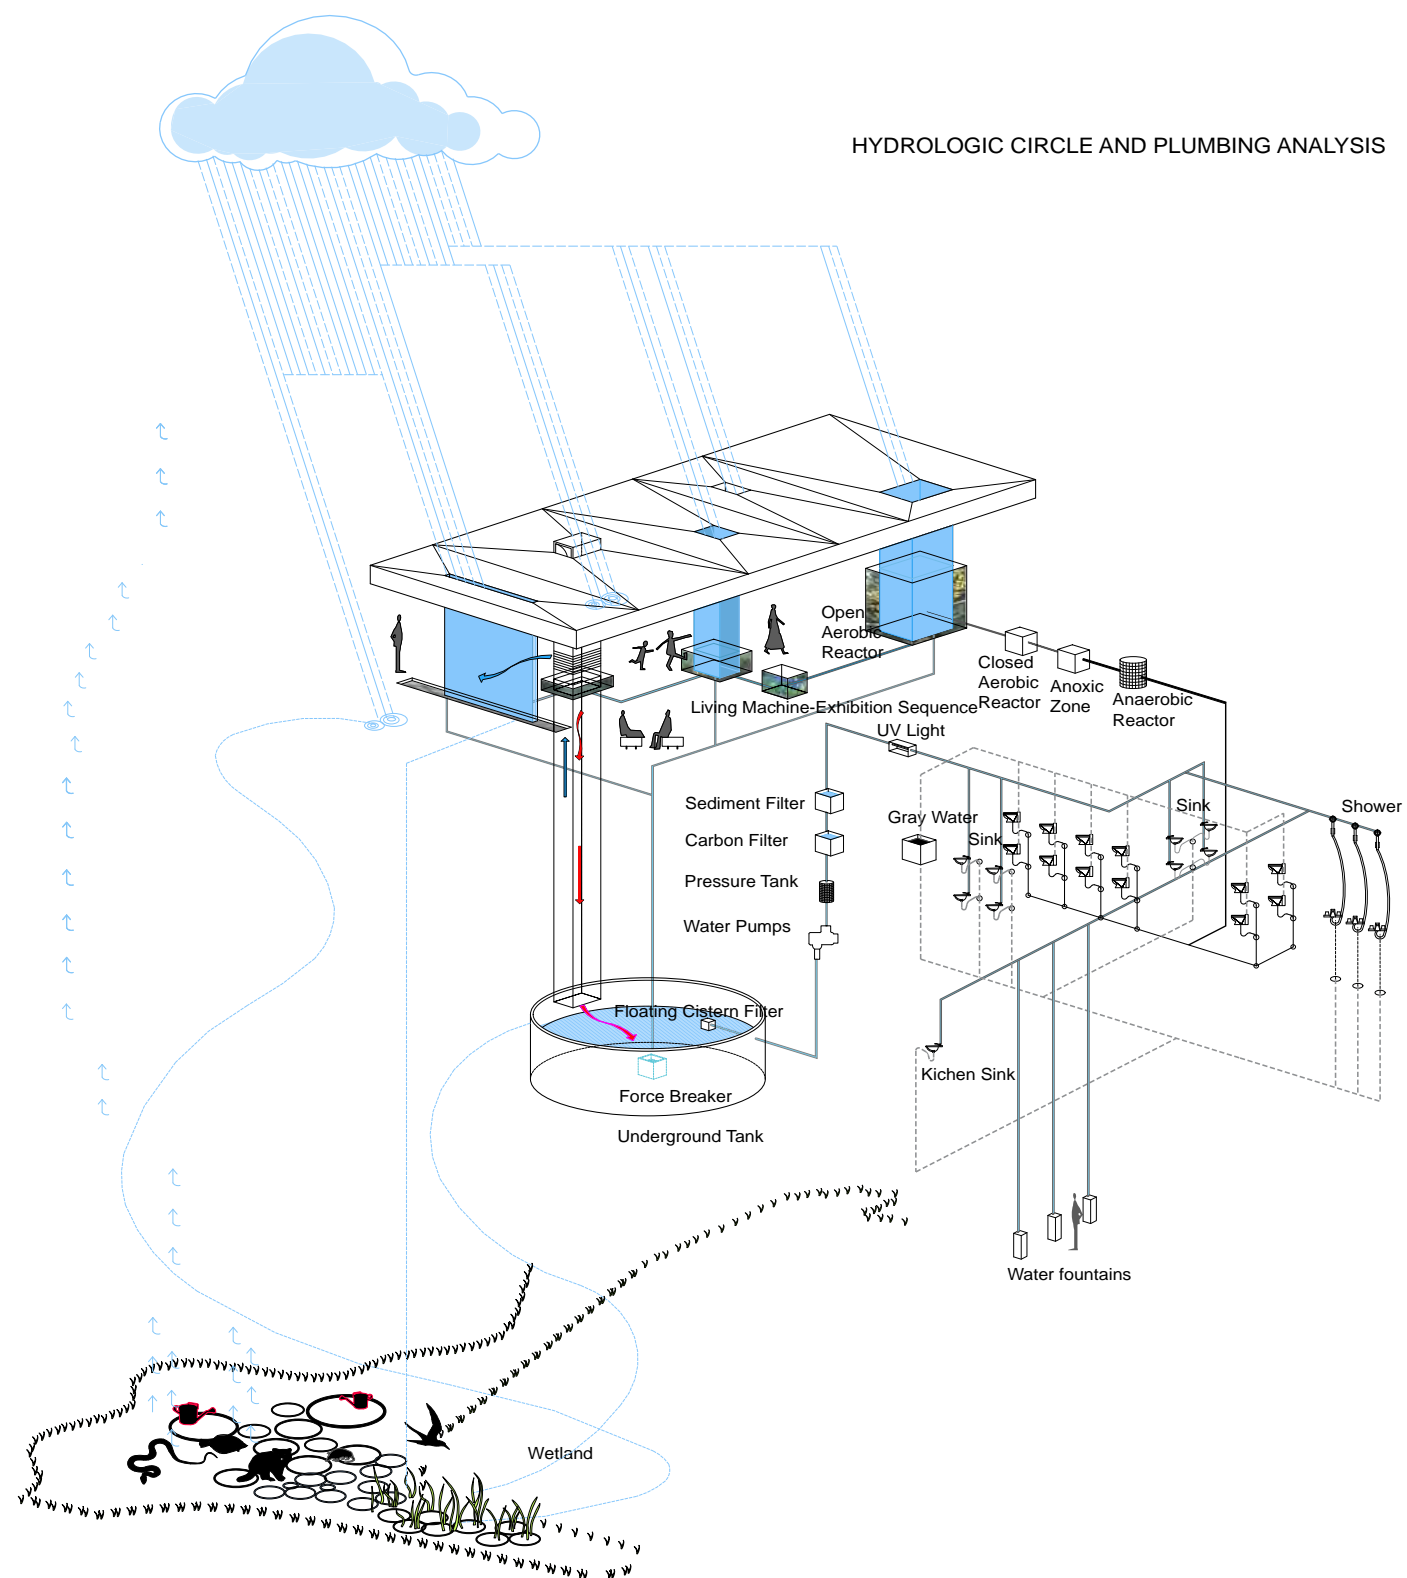 HYDROLOGIC CIRCLE AND PLUMBING ANALYSIS
Open
Aerobic
Reactor
Closed
Aerobic
Reactor
Anoxic
Zone
Anaerobic
Reactor
Living Machine-Exhibition Sequence
UV Light
Sediment Filter
Carbon Filter
Pressure Tank
Water Pumps
Gray Water
Sink
Sink
Shower
Floating Cistern Filter
Force Breaker
Underground Tank
Kichen Sink
Water fountains
Wetland